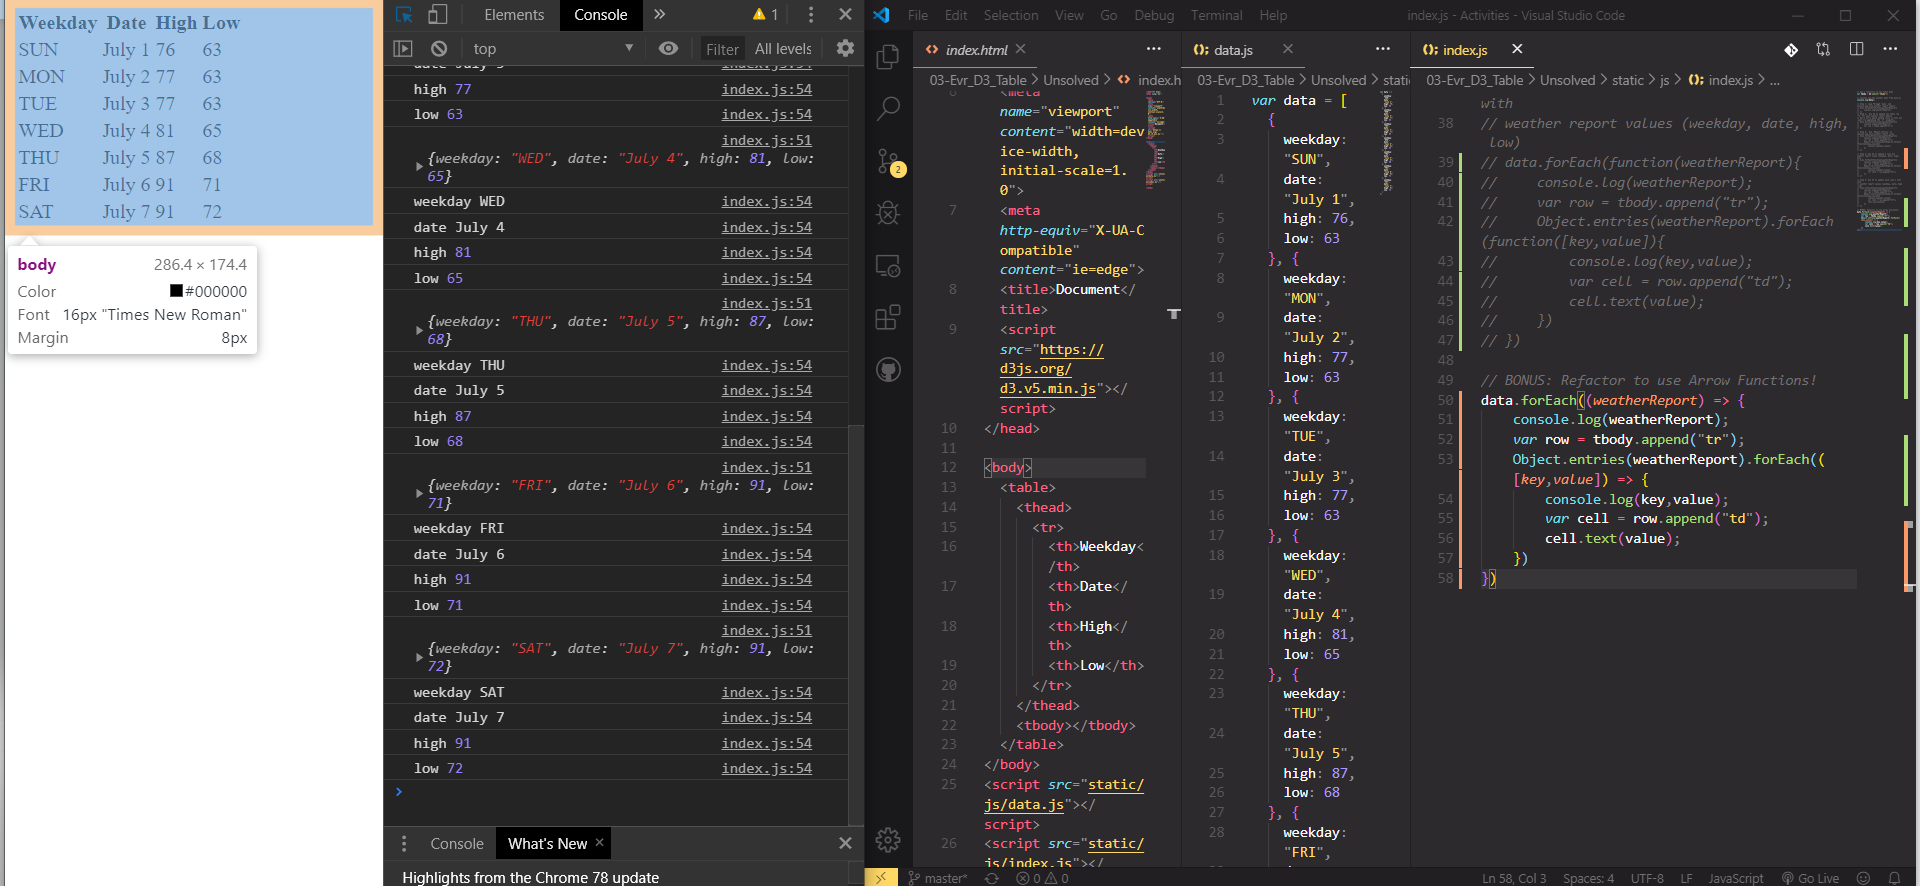 Weekday Date High Low
SUN July 1 76 63
MON July 2 77 63
TUE July 3 77 63
WED July 4 81 65
THU July 5 87 68
FRI July 6 91 71
SAT July 7 91 72
body 286.4 × 174.4
Color #000000
Font 16px "Times New Roman"
Margin 8px
Elements Console » 1
top Filter All levels
high 77 index.js:54
low 63 index.js:54
index.js:51
{weekday: "WED", date: "July 4", high: 81, low:
65}
weekday WED index.js:54
date July 4 index.js:54
high 81 index.js:54
low 65 index.js:54
index.js:51
{weekday: "THU", date: "July 5", high: 87, low:
68}
weekday THU index.js:54
date July 5 index.js:54
high 87 index.js:54
low 68 index.js:54
index.js:51
{weekday: "FRI", date: "July 6", high: 91, low:
71}
weekday FRI index.js:54
date July 6 index.js:54
high 91 index.js:54
low 71 index.js:54
index.js:51
{weekday: "SAT", date: "July 7", high: 91, low:
72}
weekday SAT index.js:54
date July 7 index.js:54
high 91 index.js:54
low 72 index.js:54
>
Console What's New ×
Highlights from the Chrome 78 update
File Edit Selection View Go Debug Terminal Help index.js - Activities - Visual Studio Code
2
index.html
03-Evr_D3_Table > Unsolved > index.h
<meta
name="viewport"
content="width=dev
ice-width,
initial-scale=1.
0">
7 <meta
http-equiv="X-UA-C
ompatible"
content="ie=edge">
8 <title>Document</
title>
9 <script
src="https://
d3js.org/
d3.v5.min.js"></
script>
10 </head>
11
12 <body>
13 <table>
14 <thead>
15 <tr>
16 <th>Weekday<
/th>
17 <th>Date</
th>
18 <th>High</
th>
19 <th>Low</th>
20 </tr>
21 </thead>
22 <tbody></tbody>
23 </table>
24 </body>
25 <script src="static/
js/data.js"></
script>
26 <script src="static/
js/index.js"></
data.js
03-Evr_D3_Table > Unsolved > stati
1 var data = [
2 {
3 weekday:
"SUN",
4 date:
"July 1",
5 high: 76,
6 low: 63
7 }, {
8 weekday:
"MON",
9 date:
"July 2",
10 high: 77,
11 low: 63
12 }, {
13 weekday:
"TUE",
14 date:
"July 3",
15 high: 77,
16 low: 63
17 }, {
18 weekday:
"WED",
19 date:
"July 4",
20 high: 81,
21 low: 65
22 }, {
23 weekday:
"THU",
24 date:
"July 5",
25 high: 87,
26 low: 68
27 }, {
28 weekday:
"FRI",
index.js
03-Evr_D3_Table > Unsolved > static > js > index.js > ...
with
38 // weather report values (weekday, date, high,
low)
39 // data.forEach(function(weatherReport){
40 // console.log(weatherReport);
41 // var row = tbody.append("tr");
42 // Object.entries(weatherReport).forEach
(function([key,value]){
43 // console.log(key,value);
44 // var cell = row.append("td");
45 // cell.text(value);
46 // })
47 // })
48
49 // BONUS: Refactor to use Arrow Functions!
50 data.forEach((weatherReport) => {
51 console.log(weatherReport);
52 var row = tbody.append("tr");
53 Object.entries(weatherReport).forEach((
[key,value]) => {
54 console.log(key,value);
55 var cell = row.append("td");
56 cell.text(value);
57 })
58 })
master* 0 0 Ln 58, Col 3 Spaces: 4 UTF-8 LF JavaScript Go Live